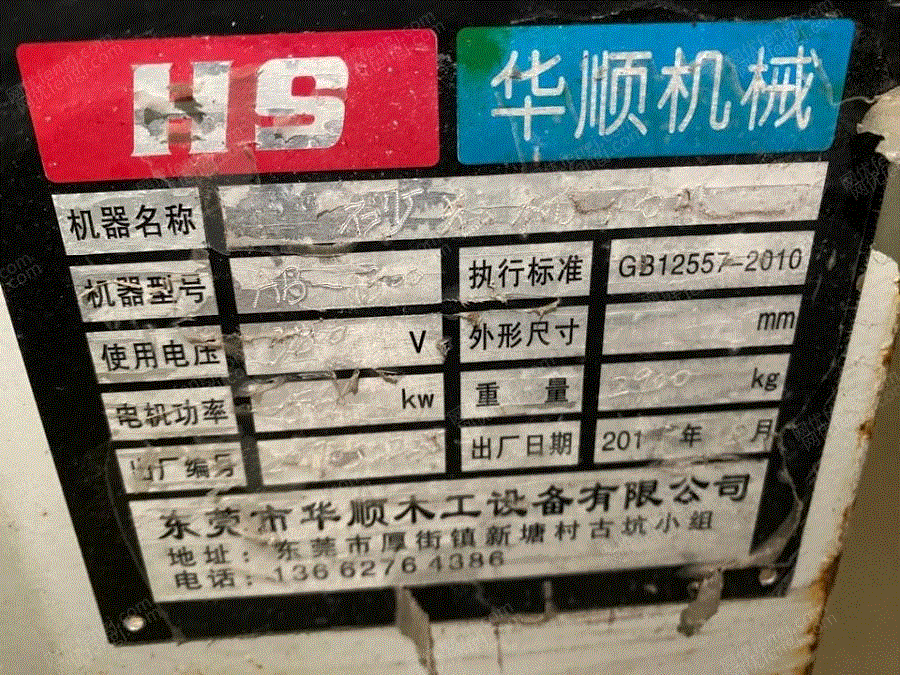 HS 华顺机械
机器名称
机器型号 执行标准 GB12557-2010
使用电压 V 外形尺寸 mm
电机功率 kw 重量 2900 kg
出厂编号 出厂日期 201 年 月
东莞市华顺木工设备有限公司
地址：东莞市厚街镇新塘村古坑小组
电话：13662764386